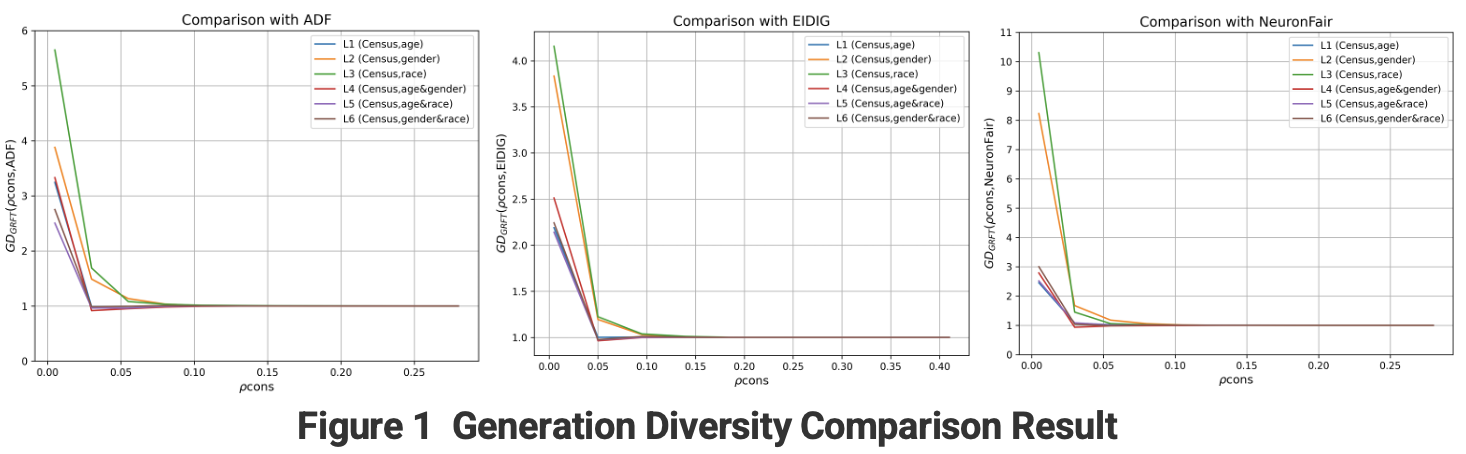 Comparison with ADF
GD_GRFT(ρcons,ADF)
6
5
4
3
2
1
0
L1 (Census,age)
L2 (Census,gender)
L3 (Census,race)
L4 (Census,age&gender)
L5 (Census,age&race)
L6 (Census,gender&race)
0.00 0.05 0.10 0.15 0.20 0.25
ρcons
Comparison with EIDIG
GD_GRFT(ρcons,EIDIG)
4.0
3.5
3.0
2.5
2.0
1.5
1.0
L1 (Census,age)
L2 (Census,gender)
L3 (Census,race)
L4 (Census,age&gender)
L5 (Census,age&race)
L6 (Census,gender&race)
0.00 0.05 0.10 0.15 0.20 0.25 0.30 0.35 0.40
ρcons
Comparison with NeuronFair
GD_GRFT(ρcons,NeuronFair)
11
10
9
8
7
6
5
4
3
2
1
0
L1 (Census,age)
L2 (Census,gender)
L3 (Census,race)
L4 (Census,age&gender)
L5 (Census,age&race)
L6 (Census,gender&race)
0.00 0.05 0.10 0.15 0.20 0.25
ρcons
Figure 1 Generation Diversity Comparison Result